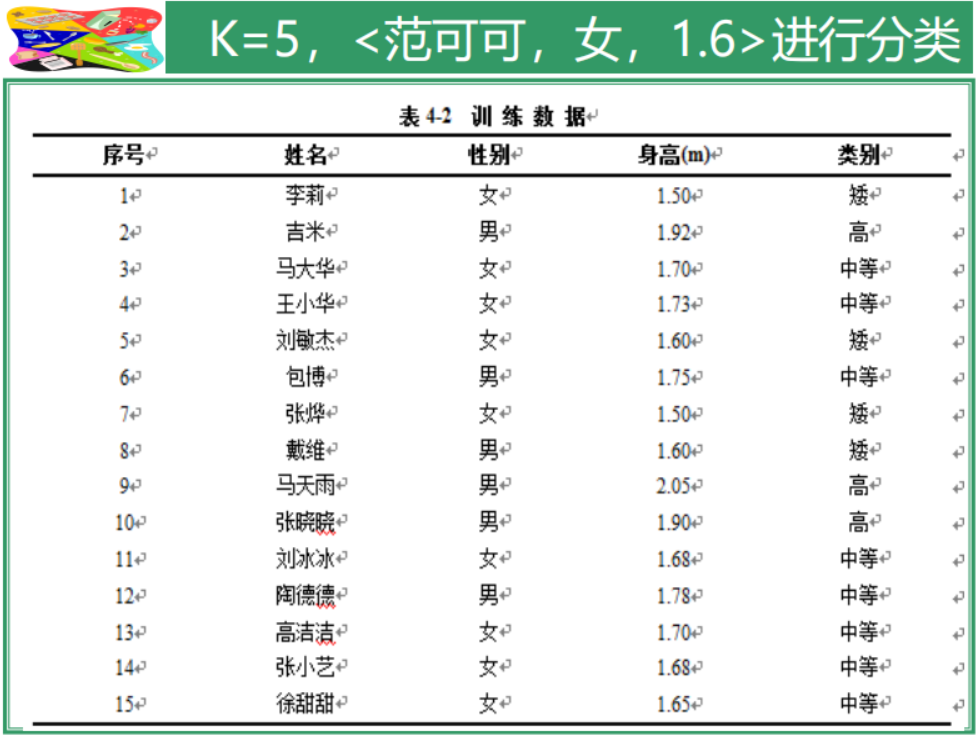 K=5，<范可可，女，1.6>进行分类
表 4-2 训 练 数 据
序号 姓名 性别 身高(m) 类别
1 李莉 女 1.50 矮
2 吉米 男 1.92 高
3 马大华 女 1.70 中等
4 王小华 女 1.73 中等
5 刘敏杰 女 1.60 矮
6 包博 男 1.75 中等
7 张烨 女 1.50 矮
8 戴维 男 1.60 矮
9 马天雨 男 2.05 高
10 张晓晓 男 1.90 高
11 刘冰冰 女 1.68 中等
12 陶德德 男 1.78 中等
13 高洁洁 女 1.70 中等
14 张小艺 女 1.68 中等
15 徐甜甜 女 1.65 中等